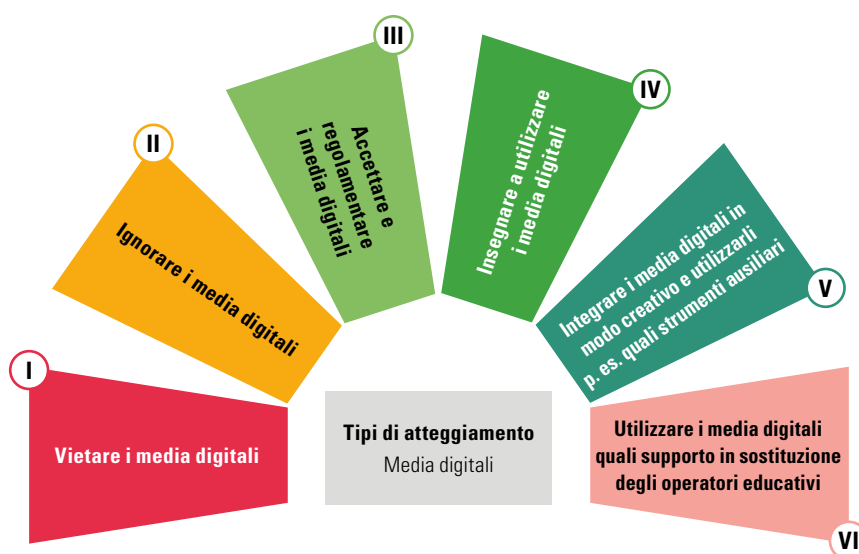 I
Vietare i media digitali
II
Ignorare i media digitali
III
Accettare e
regolamentare
i media digitali
IV
Insegnare a utilizzare
i media digitali
V
Integrare i media digitali in
modo creativo e utilizzarli
p. es. quali strumenti ausiliari
VI
Utilizzare i media digitali
quali supporto in sostituzione
degli operatori educativi
Tipi di atteggiamento
Media digitali